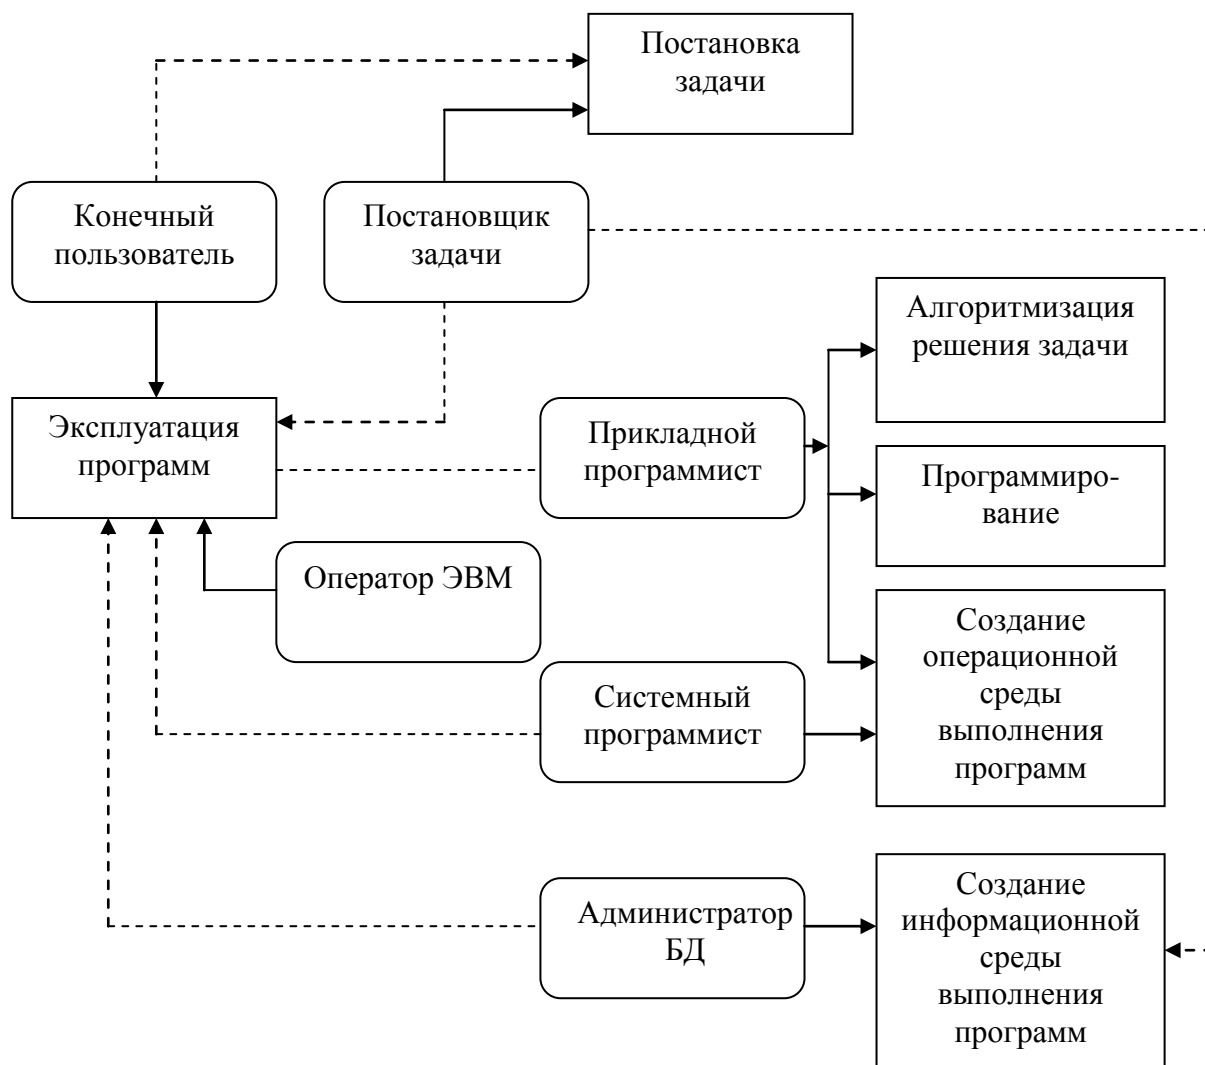 Постановка
задачи
Конечный
пользователь
Постановщик
задачи
Алгоритмизация
решения задачи
Эксплуатация
программ
Прикладной
программист
Программиро-
вание
Оператор ЭВМ
Создание
операционной
среды
выполнения
программ
Системный
программист
Администратор
БД
Создание
информационной
среды
выполнения
программ